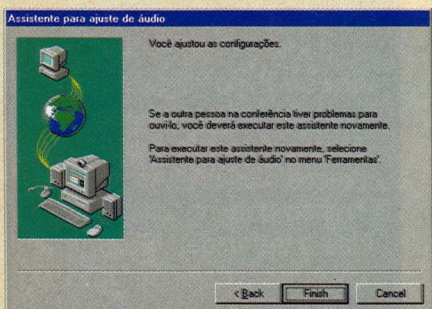 Assistente para ajuste de áudio
Você ajustou as configurações.
Se a outra pessoa na conferência tiver problemas para
ouvi-lo, você deverá executar este assistente novamente.
Para executar este assistente novamente, selecione
'Assistente para ajuste de áudio' no menu 'Ferramentas'.
< Back
Finish
Cancel